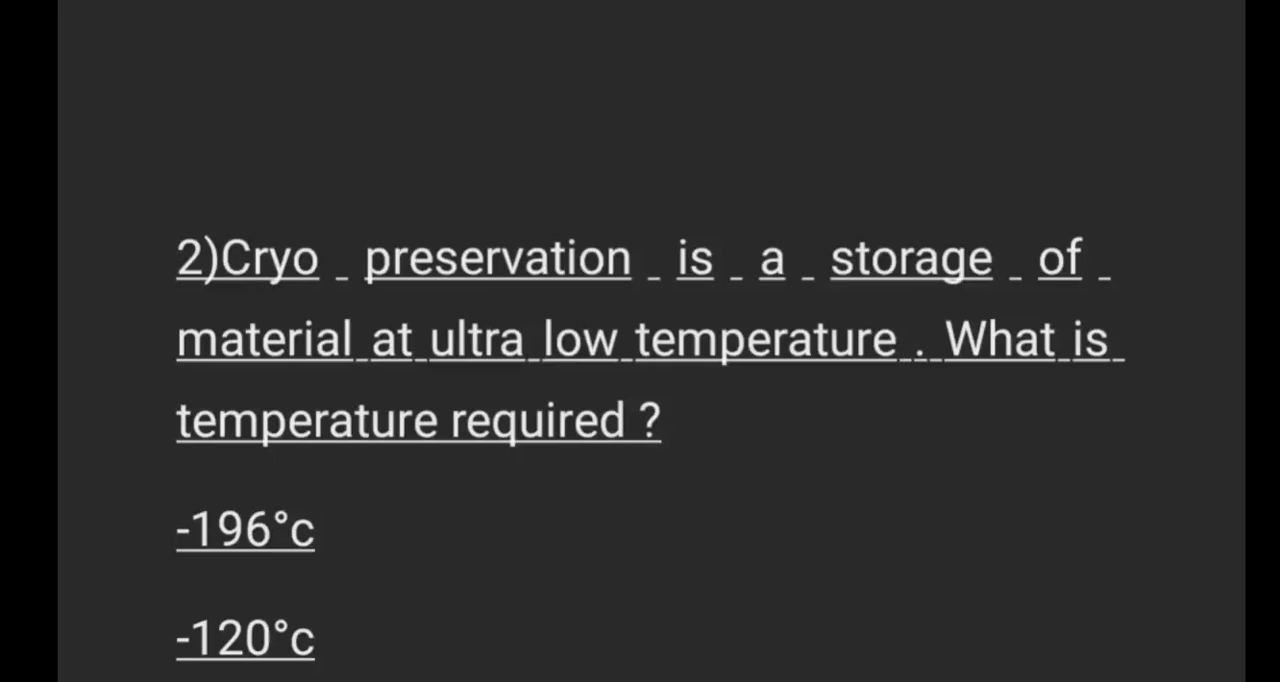 2)Cryo preservation is a storage of
material at ultra low temperature . What is
temperature required ?
-196°c
-120°c